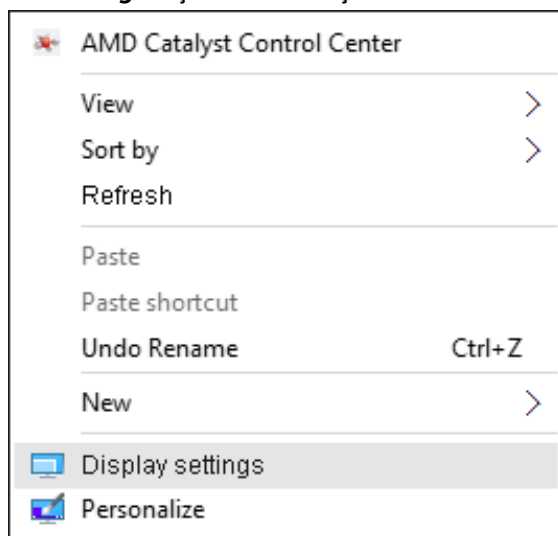 AMD Catalyst Control Center
View
Sort by
Refresh
Paste
Paste shortcut
Undo Rename Ctrl+Z
New
Display settings
Personalize